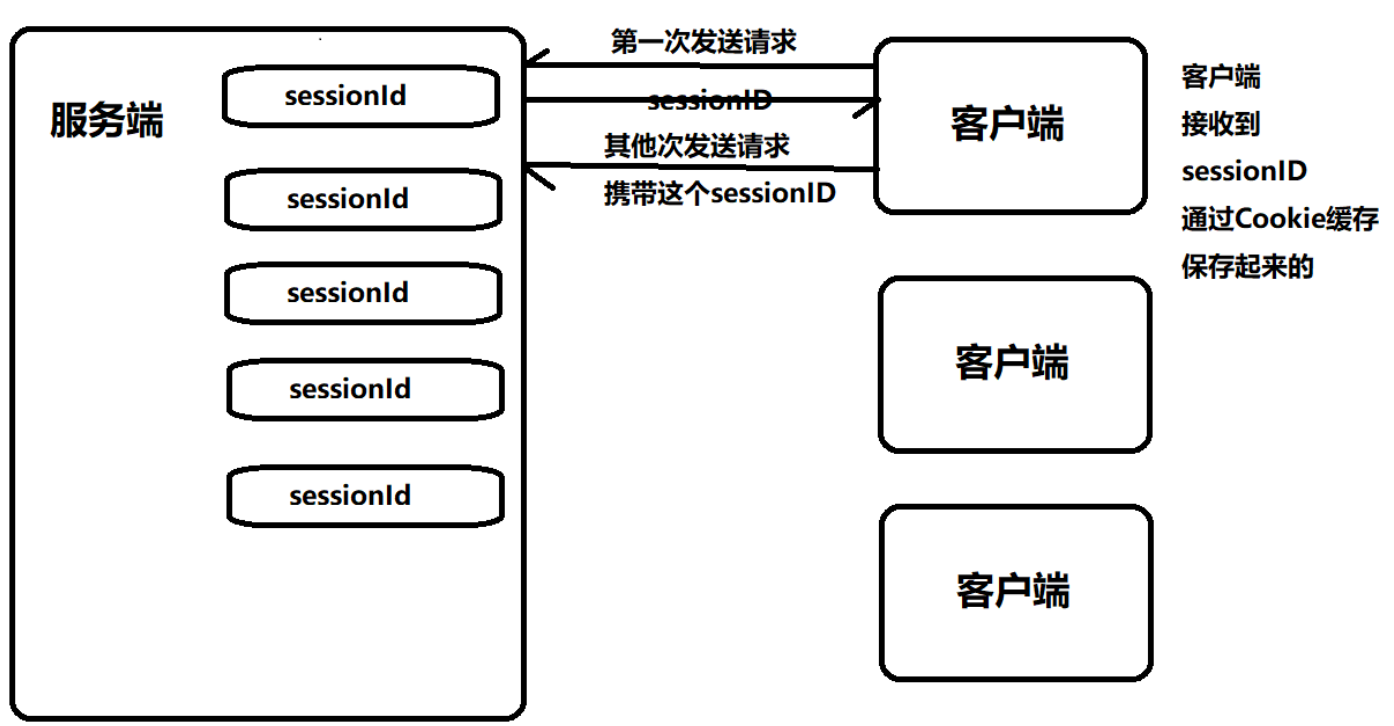 服务端
sessionId
sessionId
sessionId
sessionId
sessionId
第一次发送请求
sessionID
其他次发送请求
携带这个sessionID
客户端
客户端
客户端
客户端
接收到
sessionID
通过Cookie缓存
保存起来的